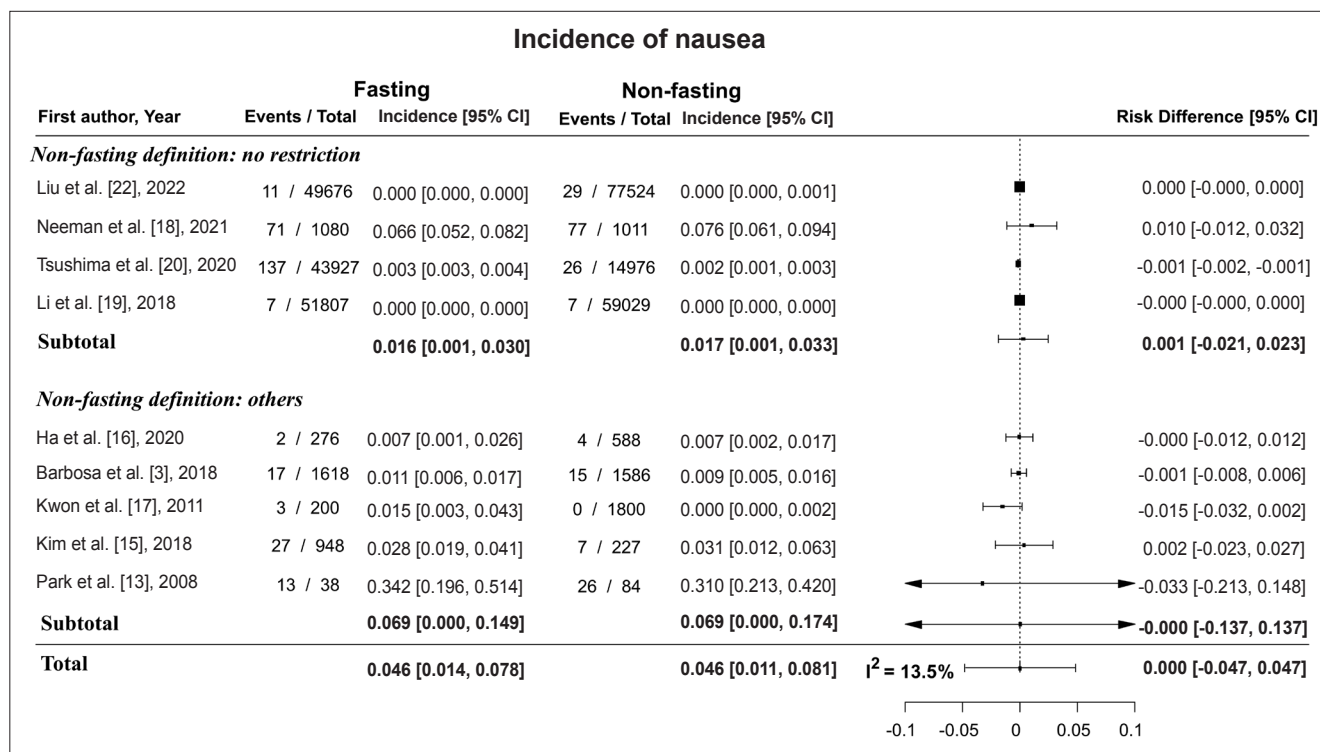 Incidence of nausea
Fasting Non-fasting
First author, Year Events / Total Incidence [95% CI] Events / Total Incidence [95% CI] Risk Difference [95% CI]
Non-fasting definition: no restriction
Liu et al. [22], 2022 11 / 49676 0.000 [0.000, 0.000] 29 / 77524 0.000 [0.000, 0.001] 0.000 [-0.000, 0.000]
Neeman et al. [18], 2021 71 / 1080 0.066 [0.052, 0.082] 77 / 1011 0.076 [0.061, 0.094] 0.010 [-0.012, 0.032]
Tsushima et al. [20], 2020 137 / 43927 0.003 [0.003, 0.004] 26 / 14976 0.002 [0.001, 0.003] -0.001 [-0.002, -0.001]
Li et al. [19], 2018 7 / 51807 0.000 [0.000, 0.000] 7 / 59029 0.000 [0.000, 0.000] -0.000 [-0.000, 0.000]
Subtotal 0.016 [0.001, 0.030] 0.017 [0.001, 0.033] 0.001 [-0.021, 0.023]
Non-fasting definition: others
Ha et al. [16], 2020 2 / 276 0.007 [0.001, 0.026] 4 / 588 0.007 [0.002, 0.017] -0.000 [-0.012, 0.012]
Barbosa et al. [3], 2018 17 / 1618 0.011 [0.006, 0.017] 15 / 1586 0.009 [0.005, 0.016] -0.001 [-0.008, 0.006]
Kwon et al. [17], 2011 3 / 200 0.015 [0.003, 0.043] 0 / 1800 0.000 [0.000, 0.002] -0.015 [-0.032, 0.002]
Kim et al. [15], 2018 27 / 948 0.028 [0.019, 0.041] 7 / 227 0.031 [0.012, 0.063] 0.002 [-0.023, 0.027]
Park et al. [13], 2008 13 / 38 0.342 [0.196, 0.514] 26 / 84 0.310 [0.213, 0.420] -0.033 [-0.213, 0.148]
Subtotal 0.069 [0.000, 0.149] 0.069 [0.000, 0.174] -0.000 [-0.137, 0.137]
Total 0.046 [0.014, 0.078] 0.046 [0.011, 0.081] I² = 13.5% 0.000 [-0.047, 0.047]
-0.1 -0.05 0 0.05 0.1